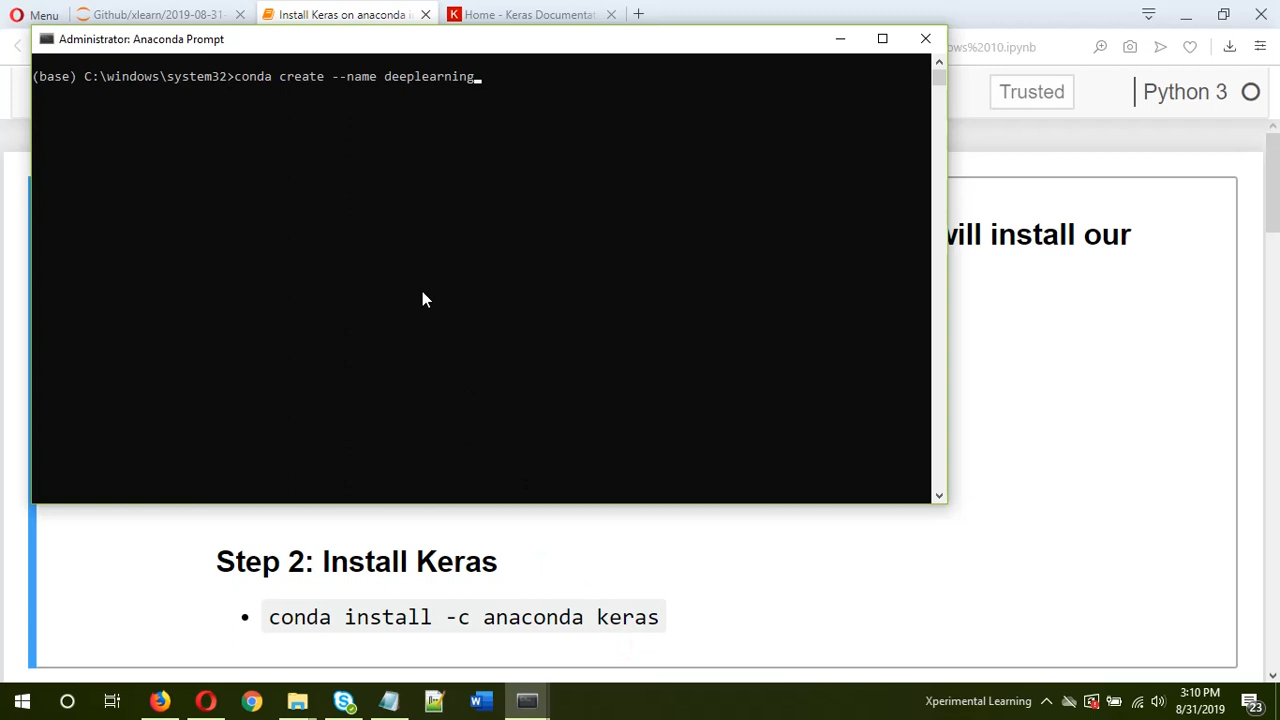 Menu
Github/xlearn/2019-08-31-
Install Keras on anaconda i
Home - Keras Documentat
ows%2010.ipynb
Administrator: Anaconda Prompt
(base) C:\windows\system32>conda create --name deeplearning
Trusted
Python 3
will install our
Step 2: Install Keras
conda install -c anaconda keras
Xperimental Learning
3:10 PM
8/31/2019
23